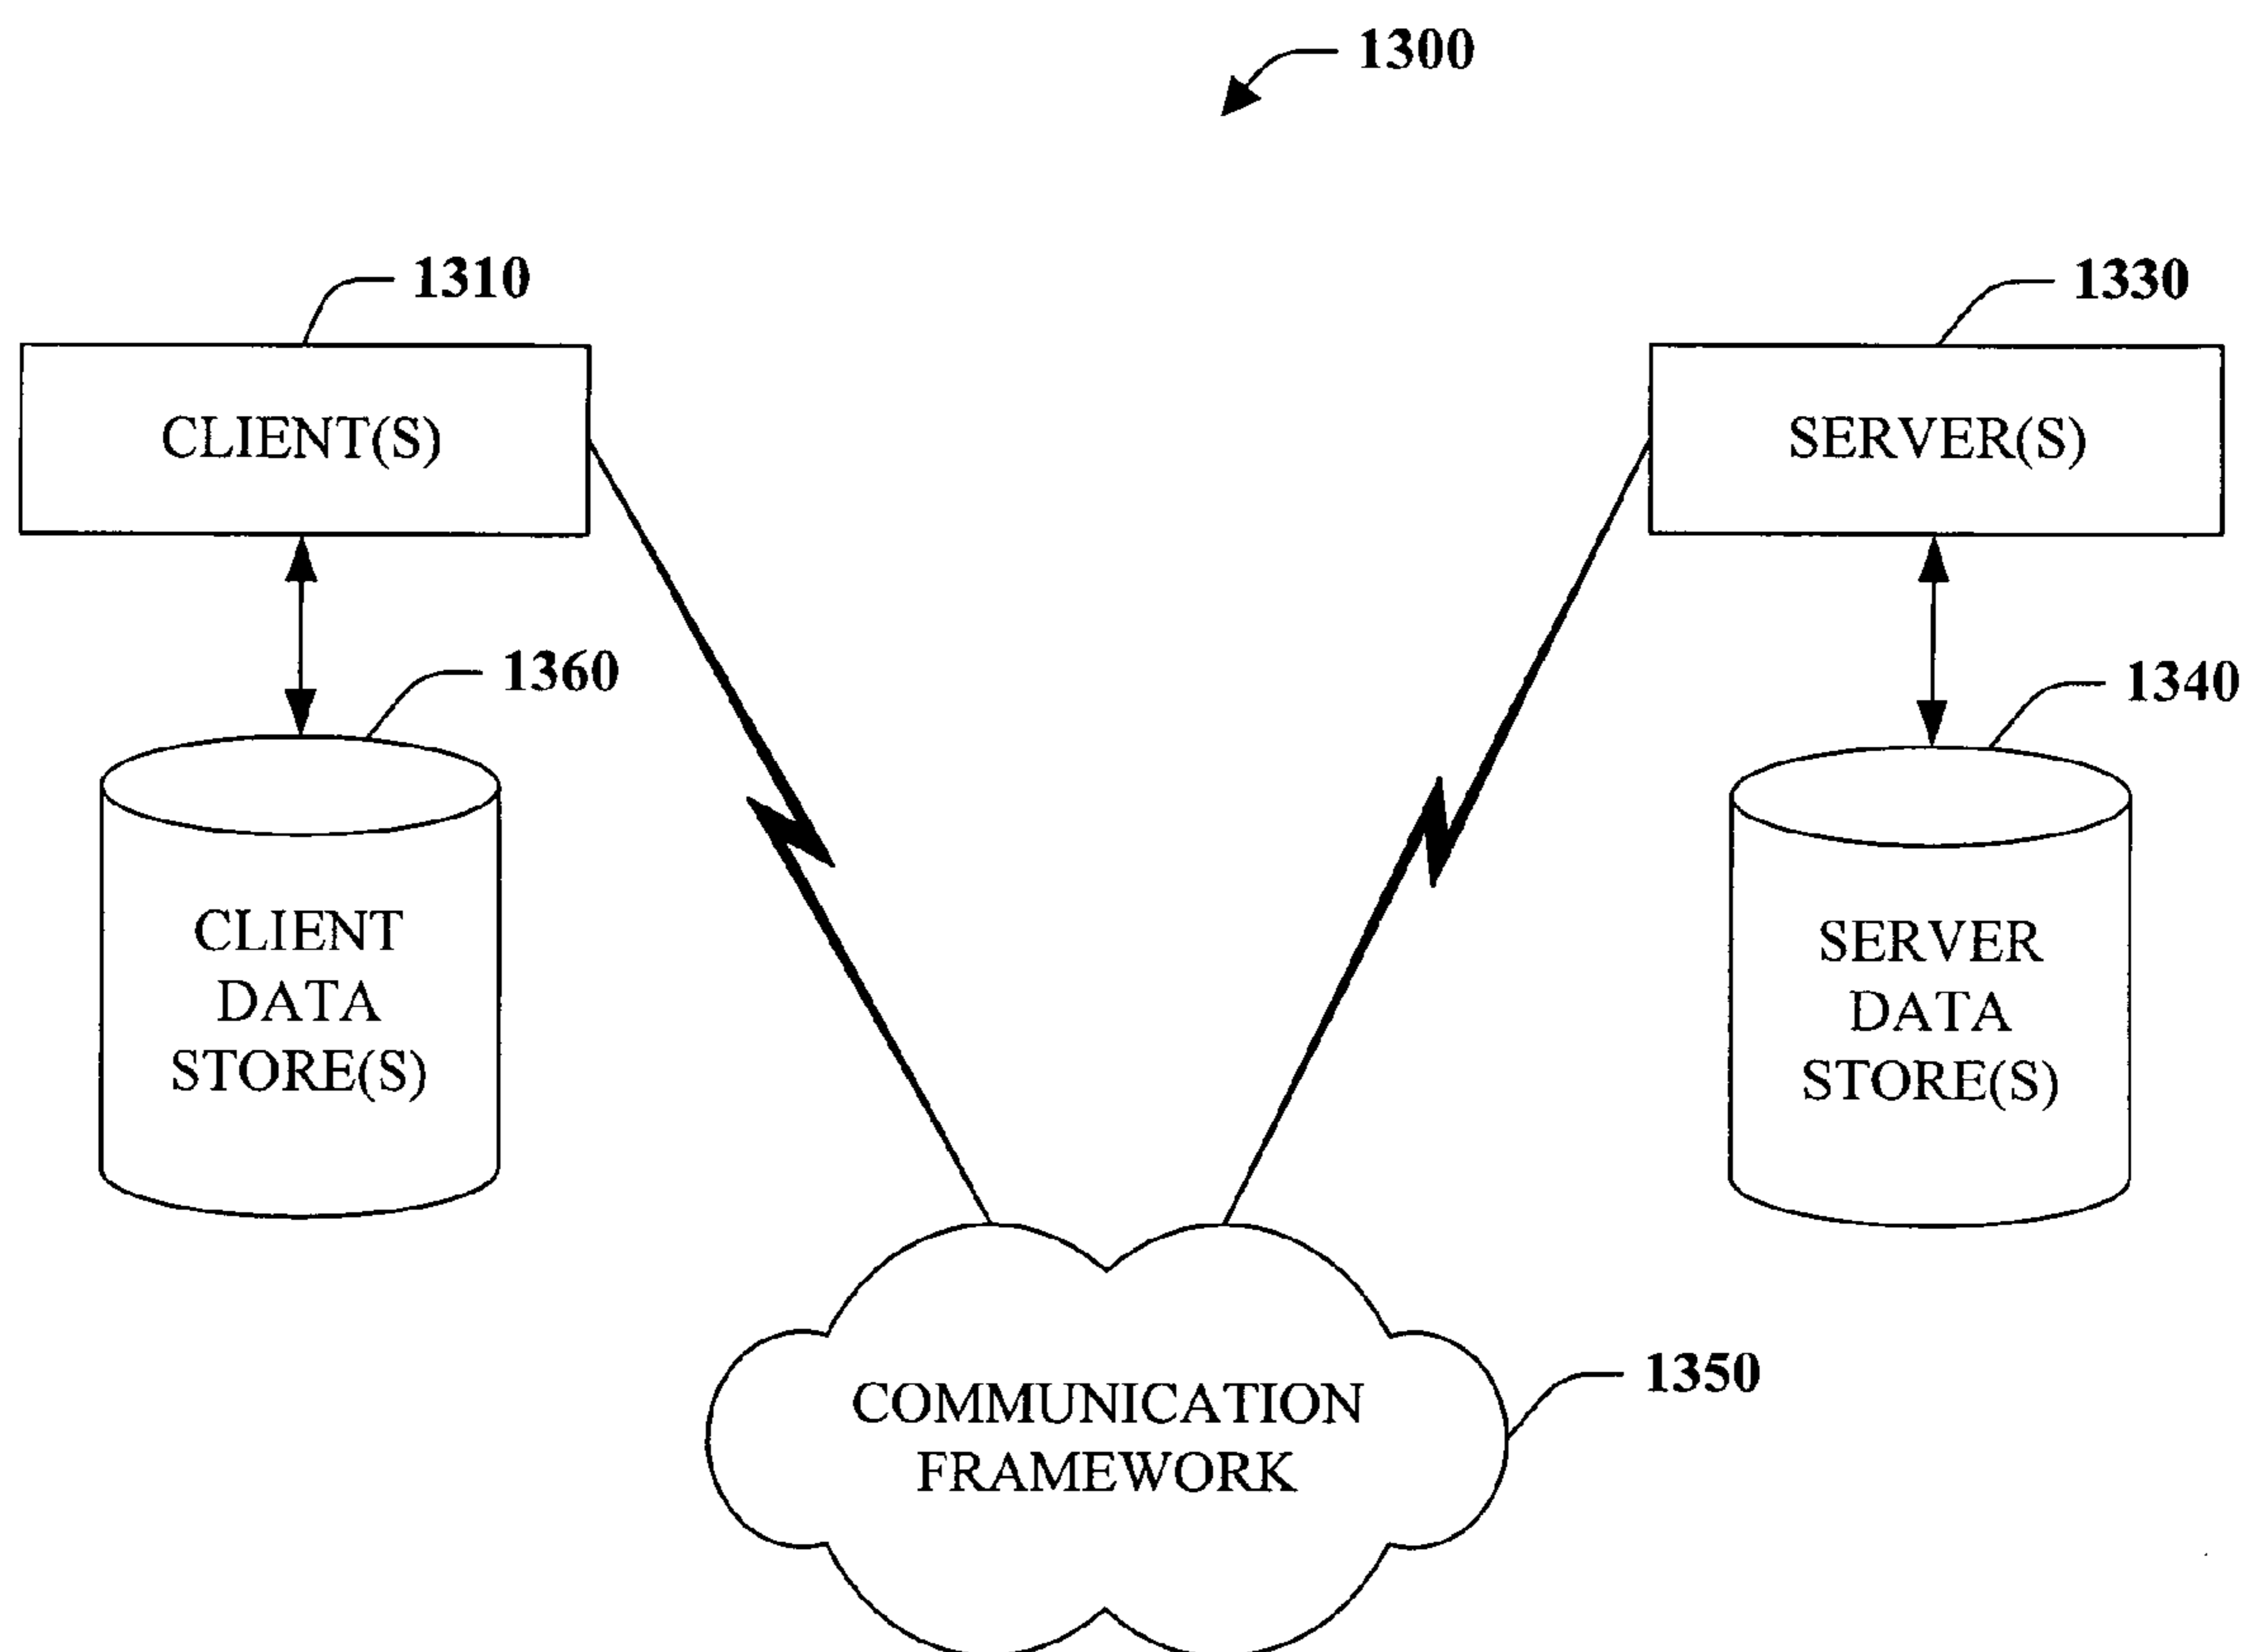 1300
1310
1330
CLIENT(S)
SERVER(S)
1360
1340
CLIENT
DATA
STORE(S)
SERVER
DATA
STORE(S)
1350
COMMUNICATION
FRAMEWORK